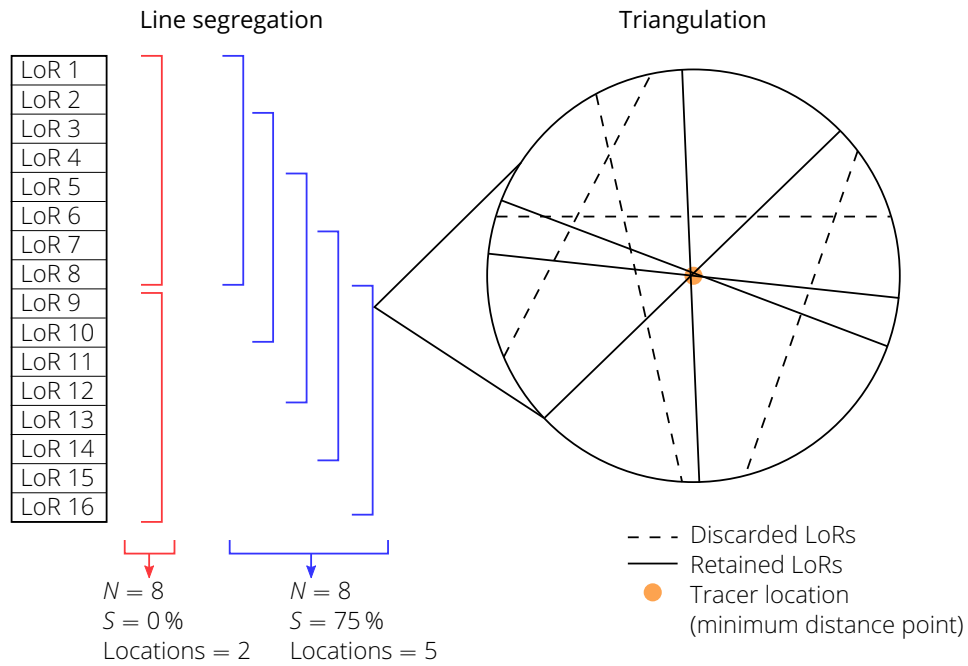 Line segregation
Triangulation
LoR 1
LoR 2
LoR 3
LoR 4
LoR 5
LoR 6
LoR 7
LoR 8
LoR 9
LoR 10
LoR 11
LoR 12
LoR 13
LoR 14
LoR 15
LoR 16
N = 8
S = 0 %
Locations = 2
N = 8
S = 75 %
Locations = 5
Discarded LoRs
Retained LoRs
Tracer location
(minimum distance point)